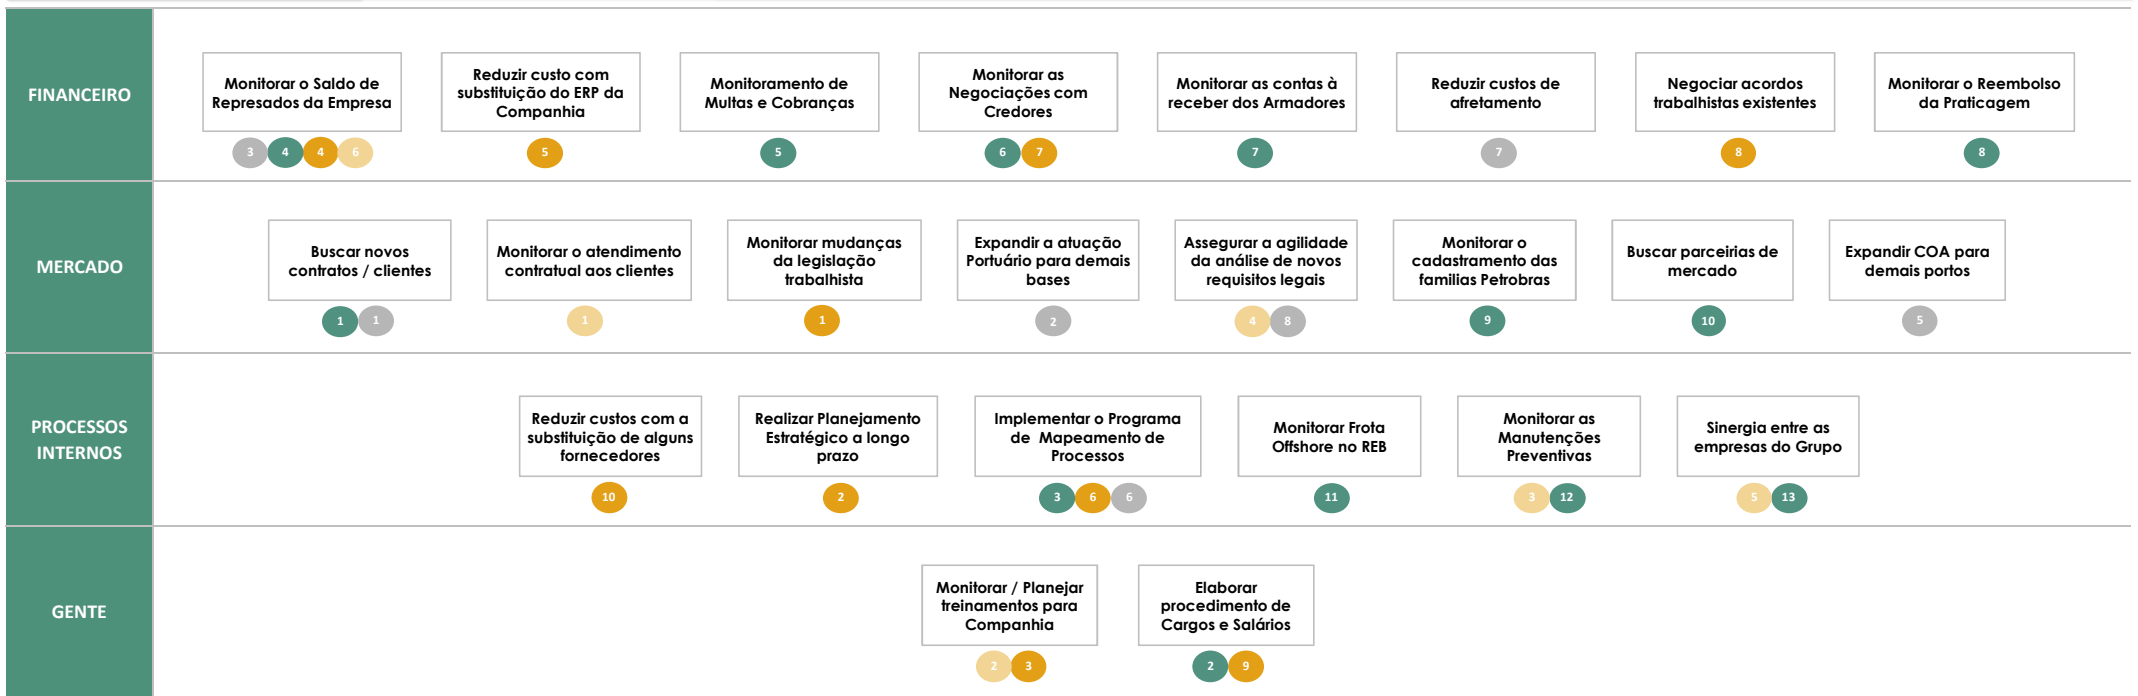 FINANCEIRO
Monitorar o Saldo de
Represados da Empresa
3 4 4 6
Reduzir custo com
substituição do ERP da
Companhia
5
Monitoramento de
Multas e Cobranças
5
Monitorar as
Negociações com
Credores
6 7
Monitorar as contas à
receber dos Armadores
7
Reduzir custos de
afretamento
7
Negociar acordos
trabalhistas existentes
8
Monitorar o Reembolso
da Praticagem
8
MERCADO
Buscar novos
contratos / clientes
1 1
Monitorar o atendimento
contratual aos clientes
1
Monitorar mudanças
da legislação
trabalhista
1
Expandir a atuação
Portuário para demais
bases
2
Assegurar a agilidade
da análise de novos
requisitos legais
4 8
Monitorar o
cadastramento das
familias Petrobras
9
Buscar parceirias de
mercado
10
Expandir COA para
demais portos
5
PROCESSOS
INTERNOS
Reduzir custos com a
substituição de alguns
fornecedores
10
Realizar Planejamento
Estratégico a longo
prazo
2
Implementar o Programa
de Mapeamento de
Processos
3 6 6
Monitorar Frota
Offshore no REB
11
Monitorar as
Manutenções
Preventivas
3 12
Sinergia entre as
empresas do Grupo
5 13
GENTE
Monitorar / Planejar
treinamentos para
Companhia
2 3
Elaborar
procedimento de
Cargos e Salários
2 9